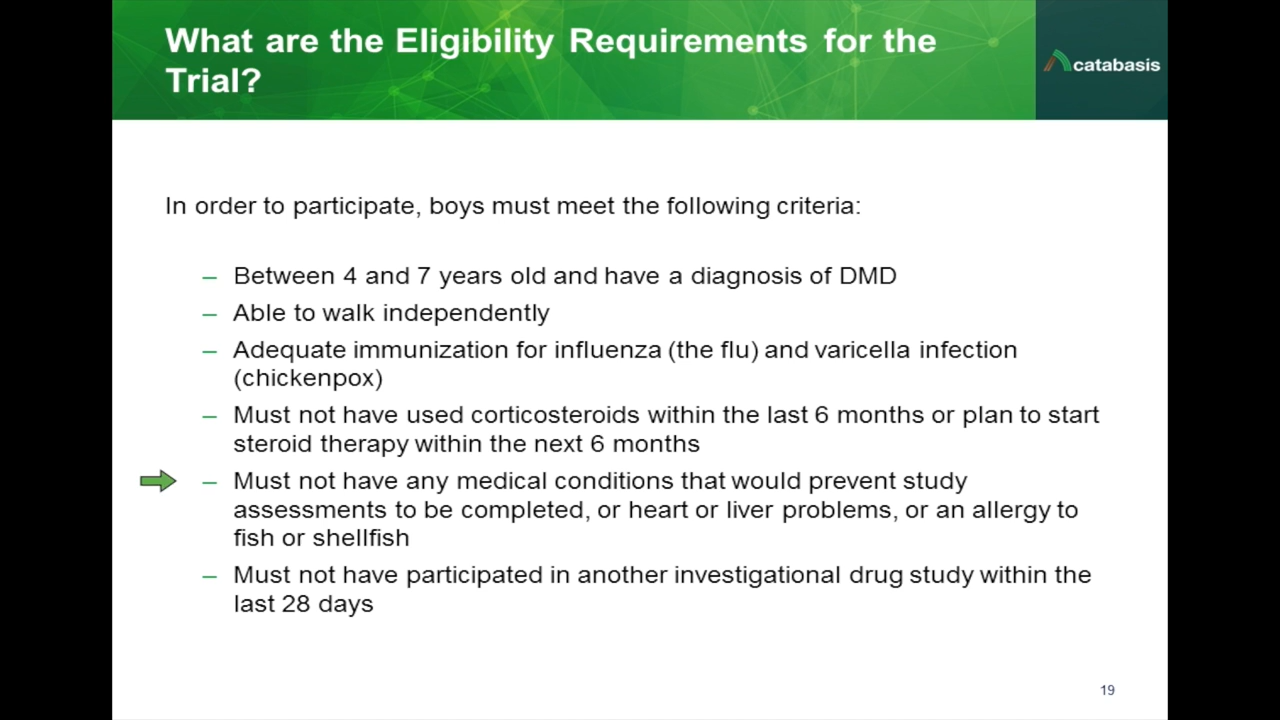 What are the Eligibility Requirements for the
Trial?
catabasis
In order to participate, boys must meet the following criteria:
– Between 4 and 7 years old and have a diagnosis of DMD
– Able to walk independently
– Adequate immunization for influenza (the flu) and varicella infection
(chickenpox)
– Must not have used corticosteroids within the last 6 months or plan to start
steroid therapy within the next 6 months
– Must not have any medical conditions that would prevent study
assessments to be completed, or heart or liver problems, or an allergy to
fish or shellfish
– Must not have participated in another investigational drug study within the
last 28 days
19